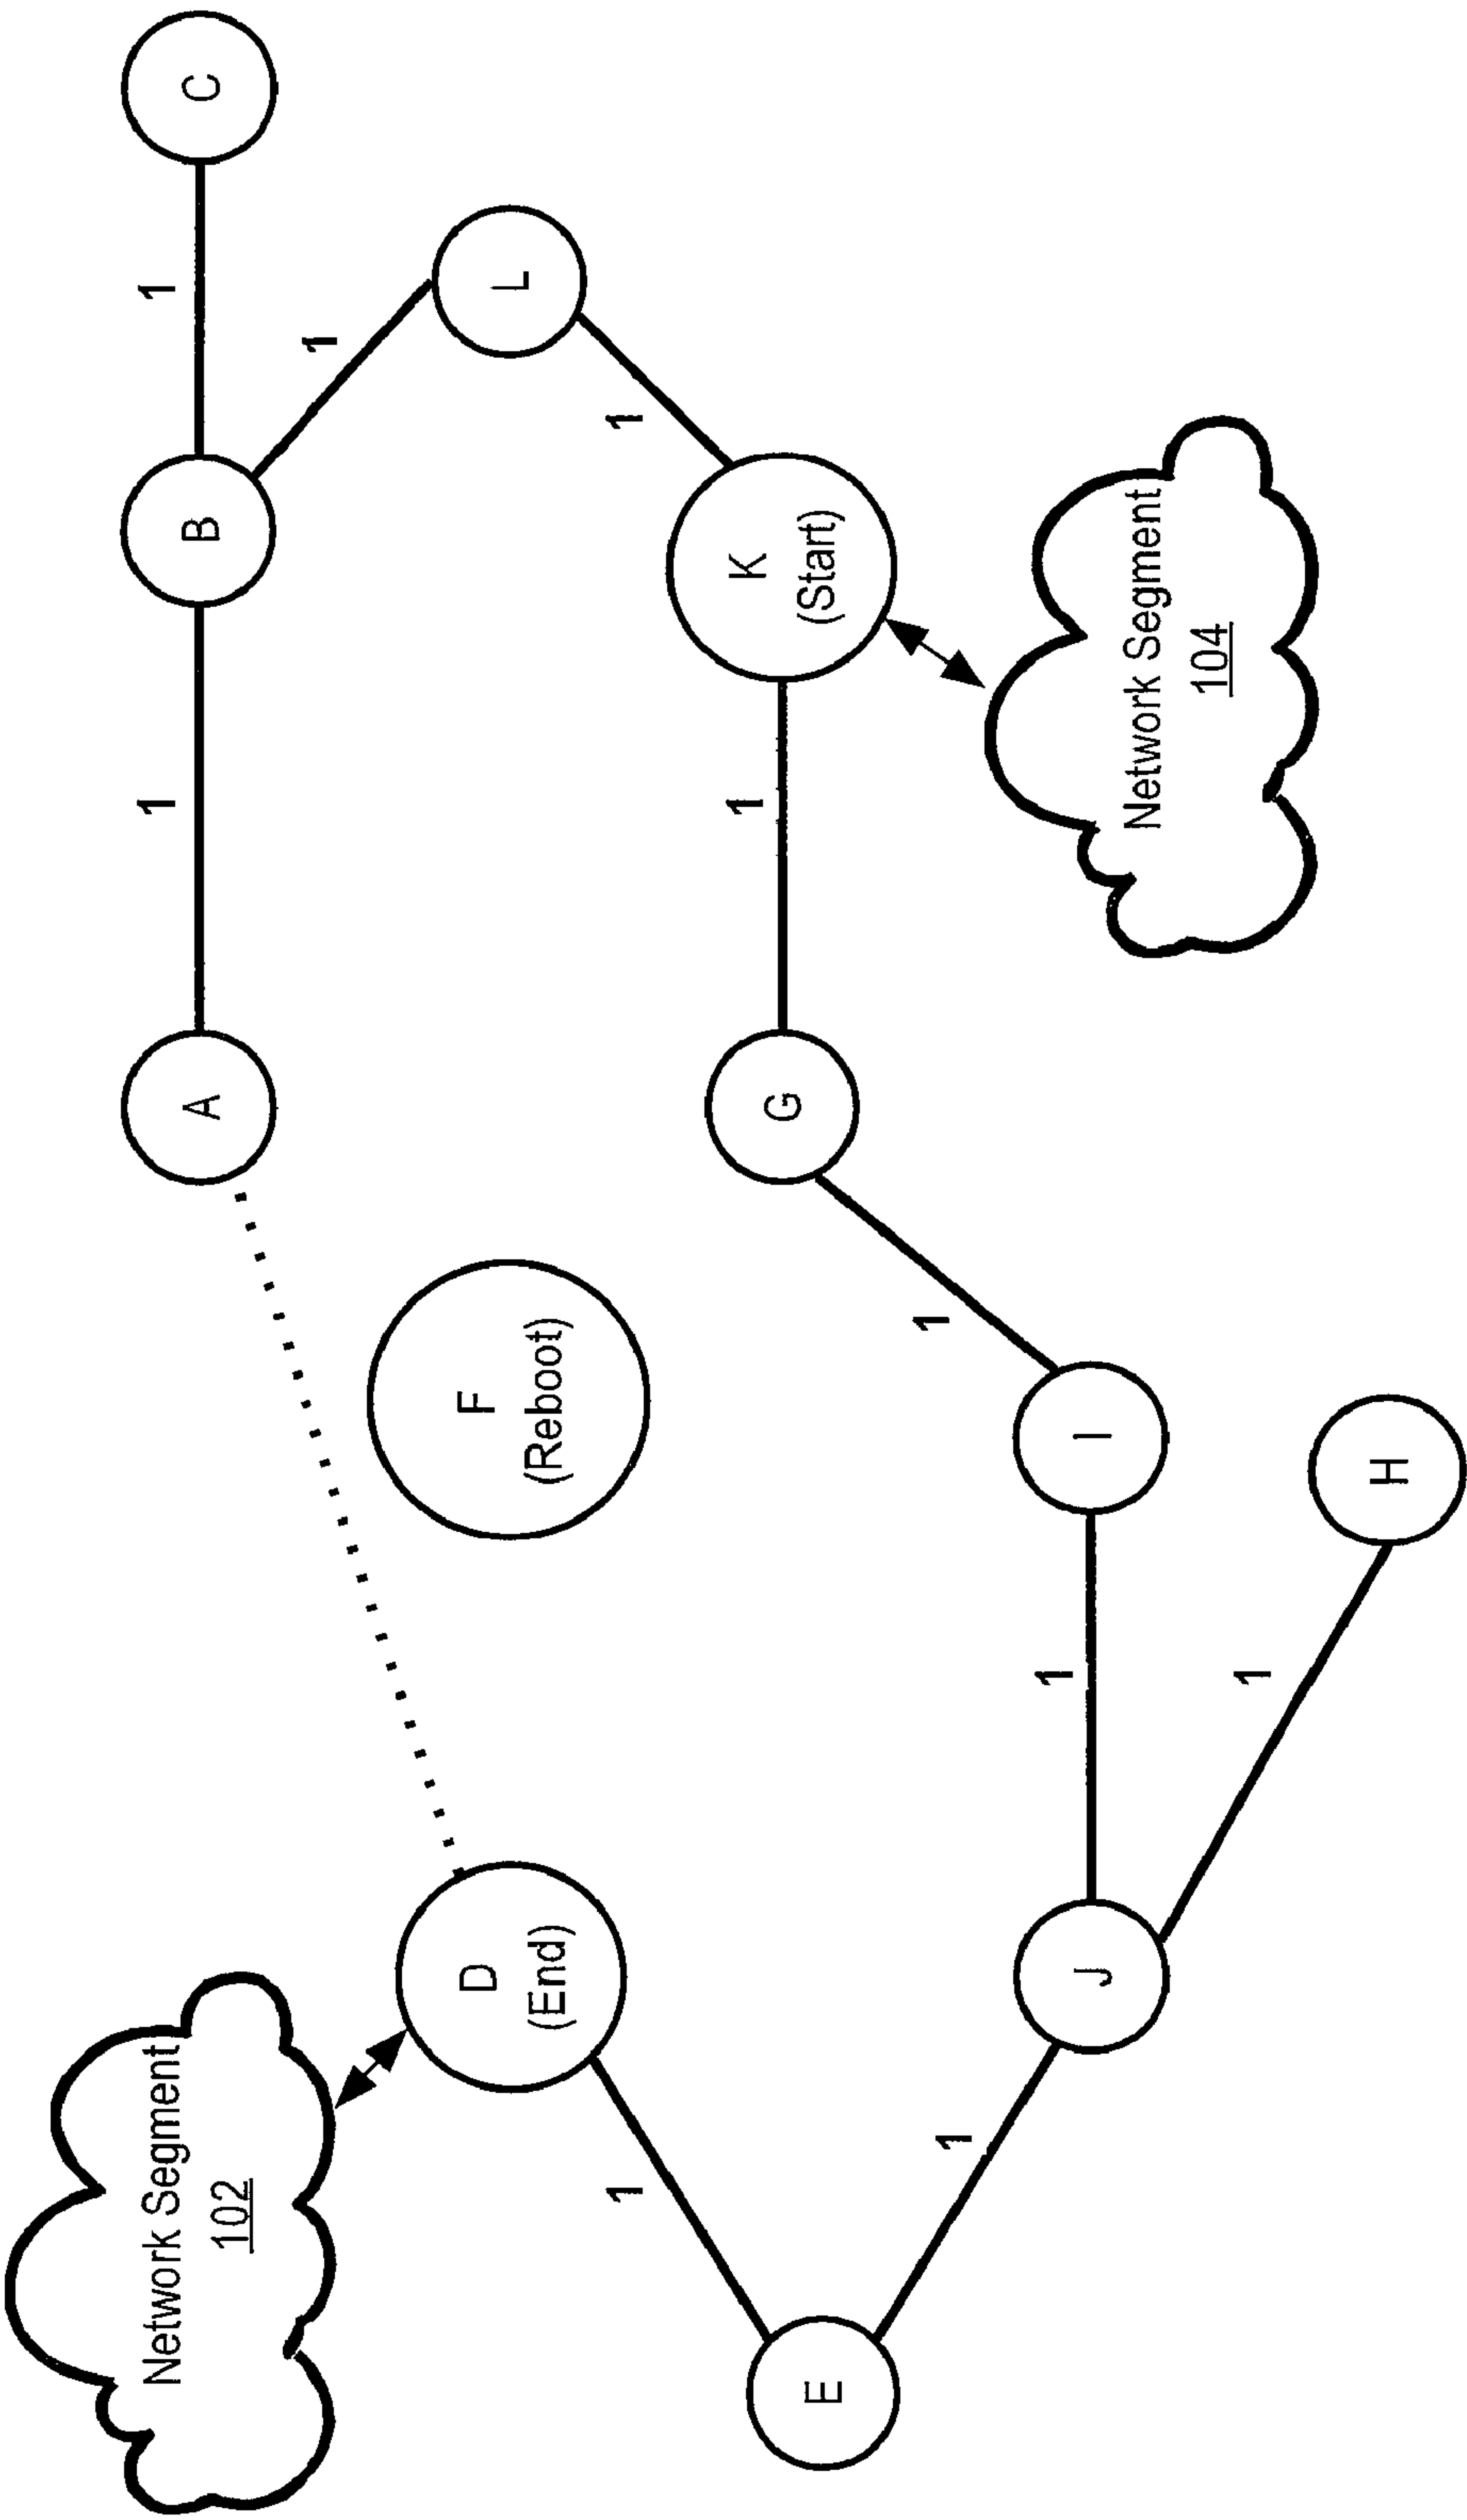 Network Segment
102
1
1
A
B
C
1
D
(End)
F
(Reboot)
L
1
1
1
K
(Start)
G
E
1
1
1
J
I
Network Segment
104
1
H